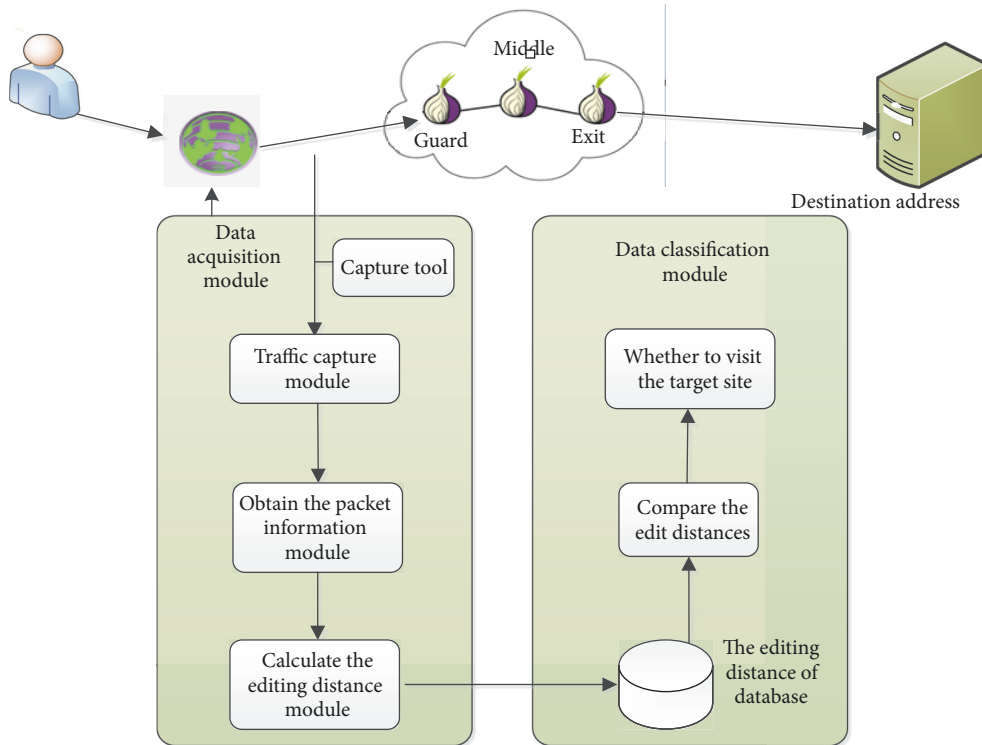 Middle
Guard
Exit
Destination address
Data
acquisition
module
Capture tool
Traffic capture
module
Obtain the packet
information
module
Calculate the
editing distance
module
Data classification
module
Whether to visit
the target site
Compare the
edit distances
The editing
distance of
database